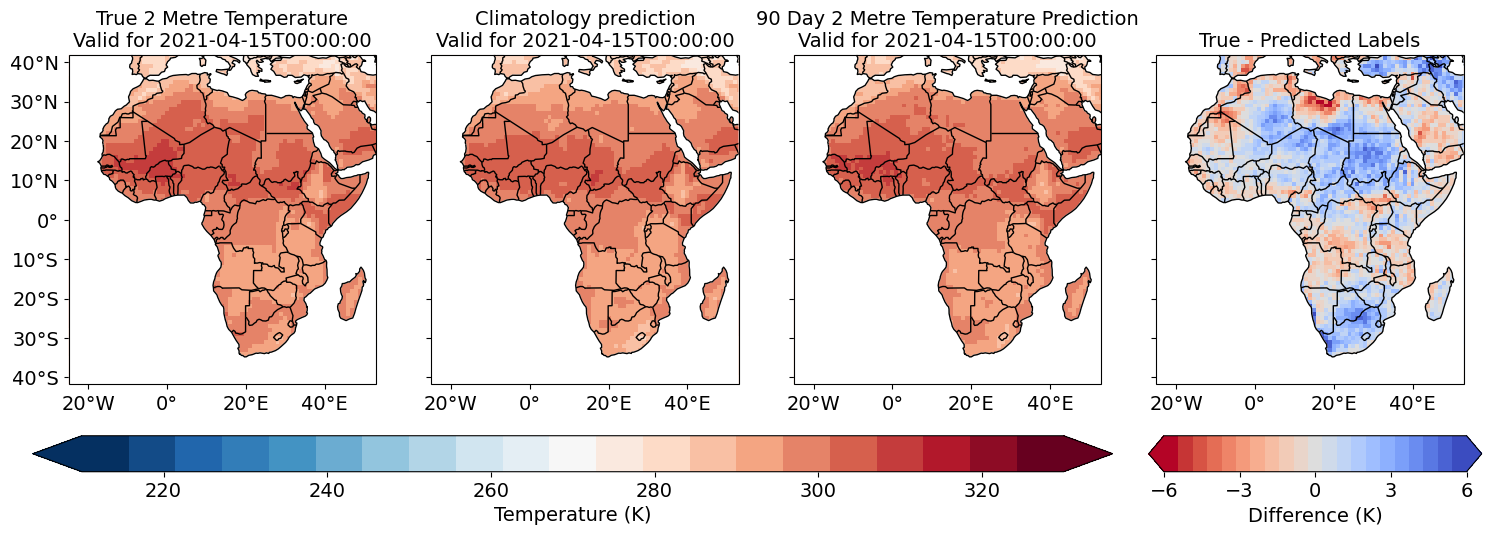 True 2 Metre Temperature
Valid for 2021-04-15T00:00:00
Climatology prediction
Valid for 2021-04-15T00:00:00
90 Day 2 Metre Temperature Prediction
Valid for 2021-04-15T00:00:00
True - Predicted Labels
40°N
30°N
20°N
10°N
0°
10°S
20°S
30°S
40°S
20°W 0° 20°E 40°E
20°W 0° 20°E 40°E
20°W 0° 20°E 40°E
20°W 0° 20°E 40°E
220 240 260 280 300 320
Temperature (K)
−6 −3 0 3 6
Difference (K)